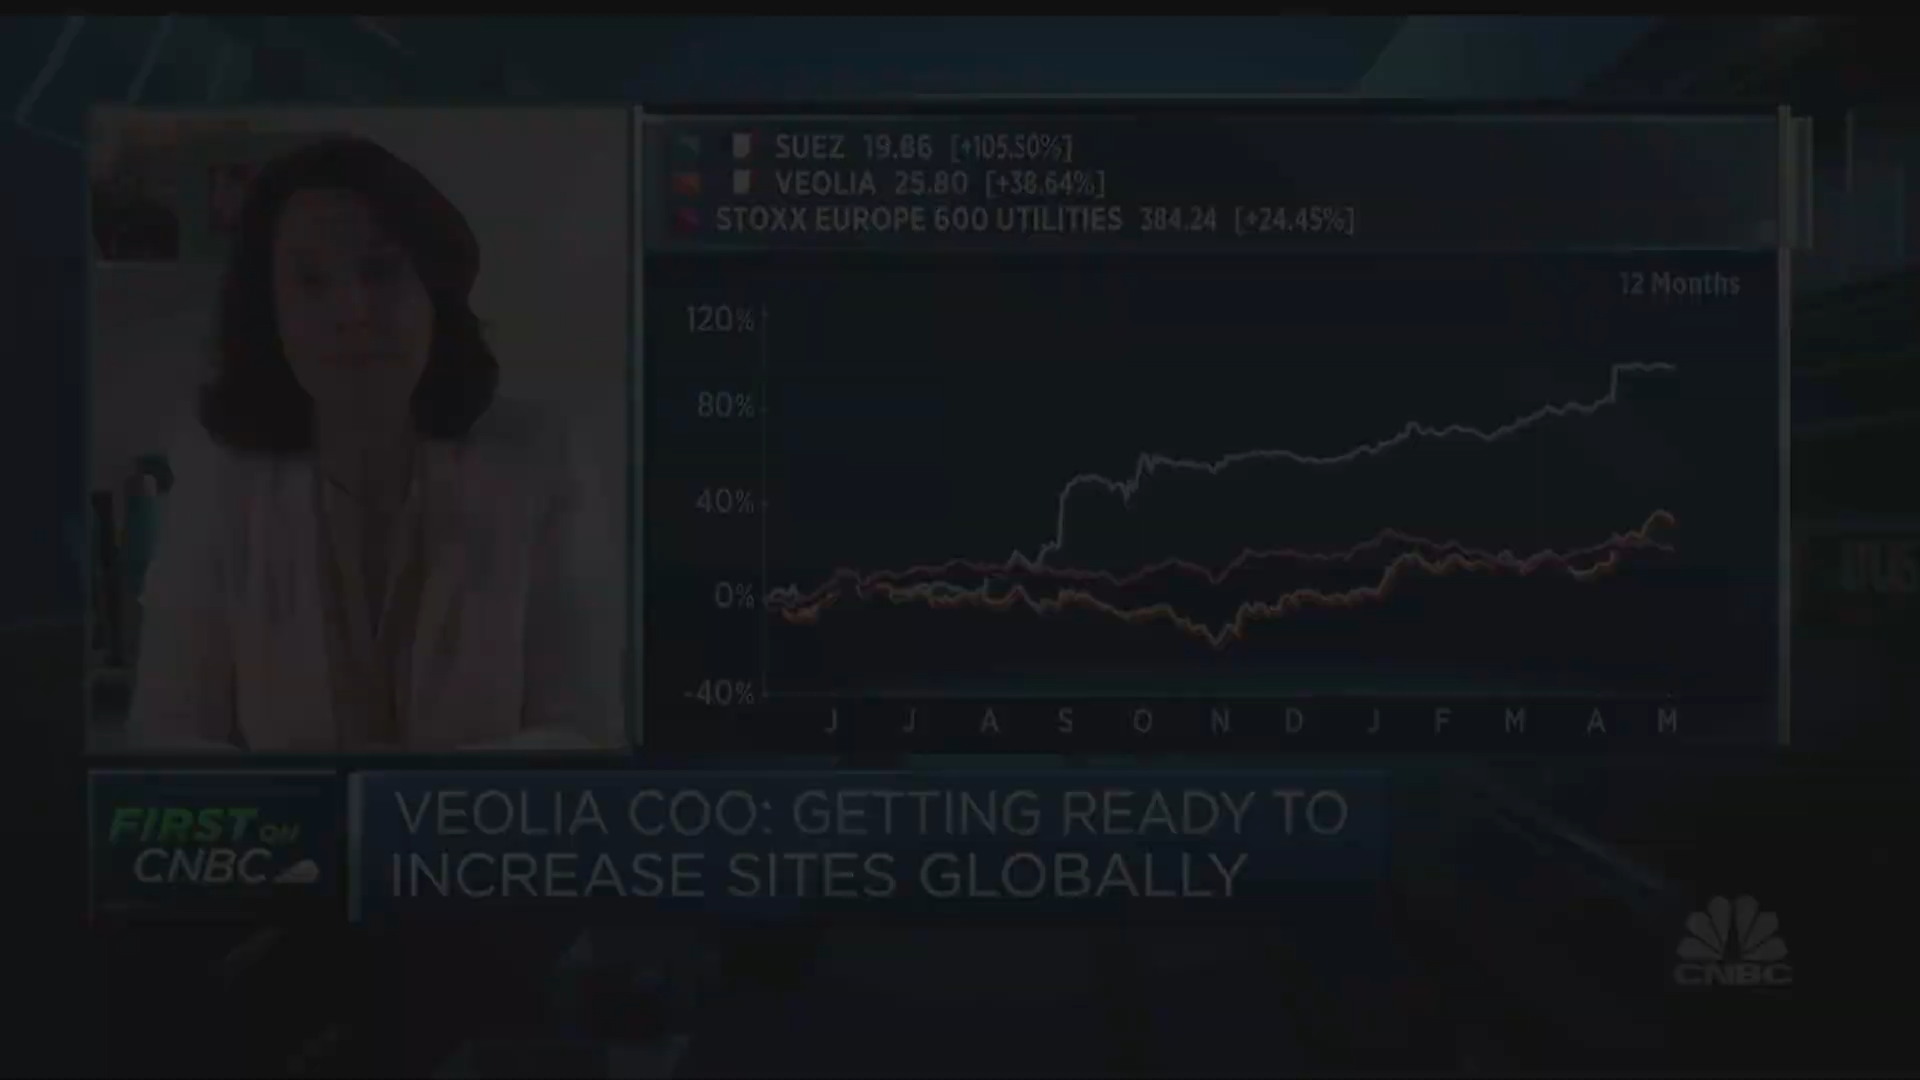 SUEZ 19.86 [+105.50%]
VEOLIA 25.80 [+38.64%]
STOXX EUROPE 600 UTILITIES 384.24 [+24.45%]
12 Months
120%
80%
40%
0%
-40%
J J A S O N D J F M A M
JUS
FIRST ON
CNBC
VEOLIA COO: GETTING READY TO
INCREASE SITES GLOBALLY
CNBC